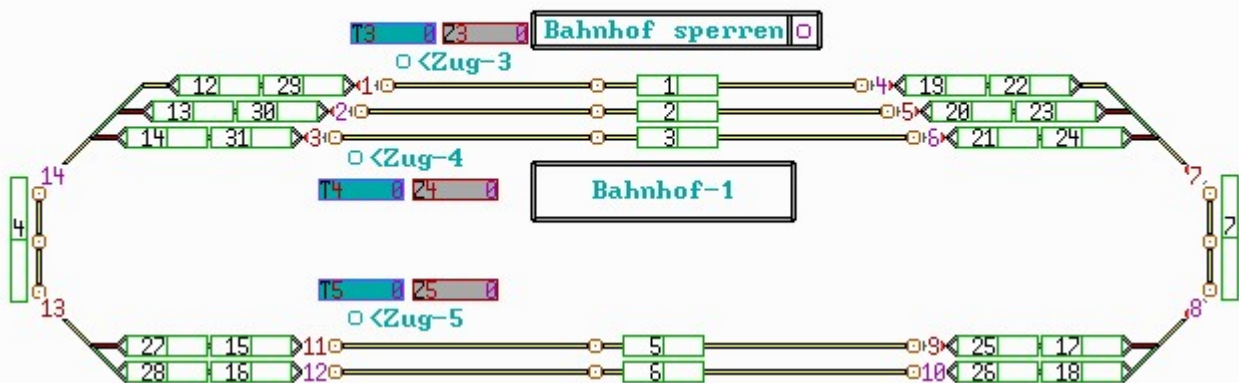 T3 0 Z3 0 Bahnhof sperren
<Zug-3
12 29 1 1 4 19 22
13 30 2 2 5 20 23
14 31 3 3 6 21 24
<Zug-4
14 7
T4 0 Z4 0 Bahnhof-1
4 7
T5 0 Z5 0
13 8
<Zug-5
27 15 11 5 9 25 17
28 16 12 6 10 26 18